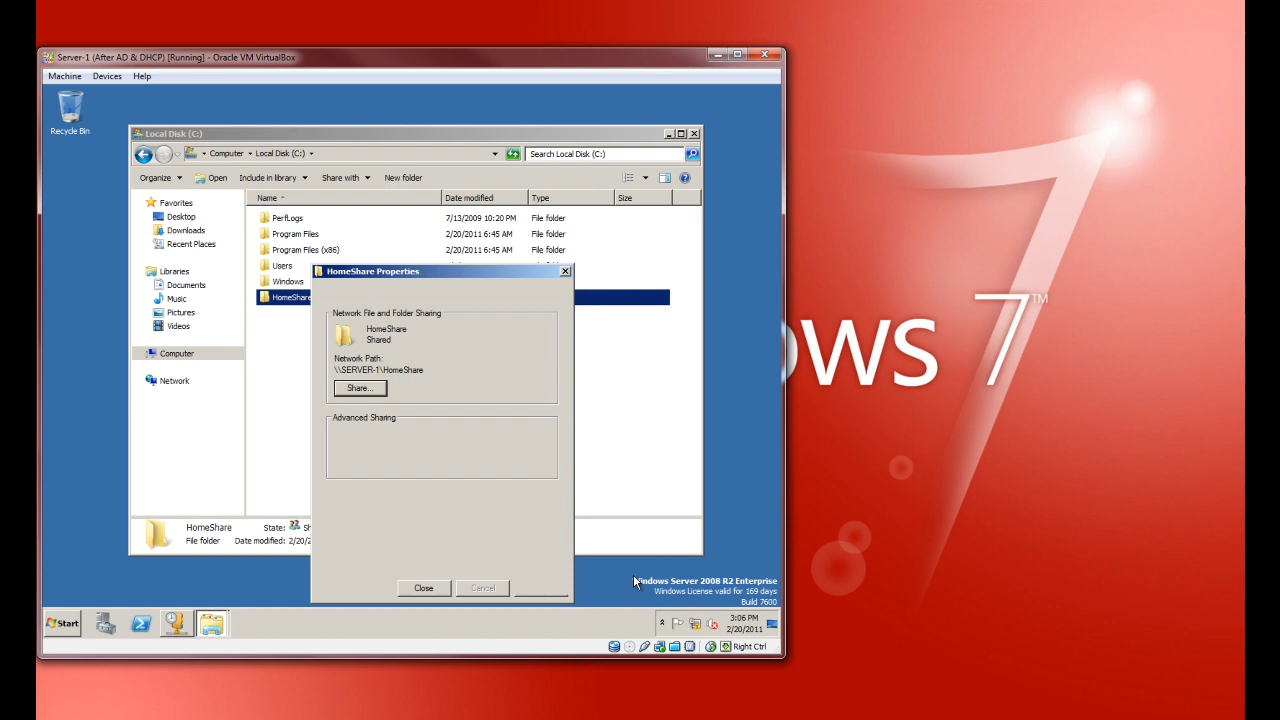 Server-1 (After AD & DHCP) [Running] - Oracle VM VirtualBox
Machine Devices Help
Recycle Bin
Local Disk (C:)
Computer Local Disk (C:) Search Local Disk (C:)
Organize Open Include in library Share with New folder
Name Date modified Type Size
Favorites
Desktop
Downloads
Recent Places
Libraries
Documents
Music
Pictures
Videos
Computer
Network
PerfLogs 7/13/2009 10:20 PM File folder
Program Files 2/20/2011 6:45 AM File folder
Program Files (x86) 2/20/2011 6:45 AM File folder
Users
Windows
HomeShare
HomeShare Properties
Network File and Folder Sharing
HomeShare
Shared
Network Path:
\\SERVER-1\HomeShare
Share...
Advanced Sharing
Close Cancel
HomeShare State: Sh
File folder Date modified: 2/20/2
indows Server 2008 R2 Enterprise
Windows License valid for 169 days
Build 7600
Start
3:06 PM
2/20/2011
Right Ctrl
ows 7™